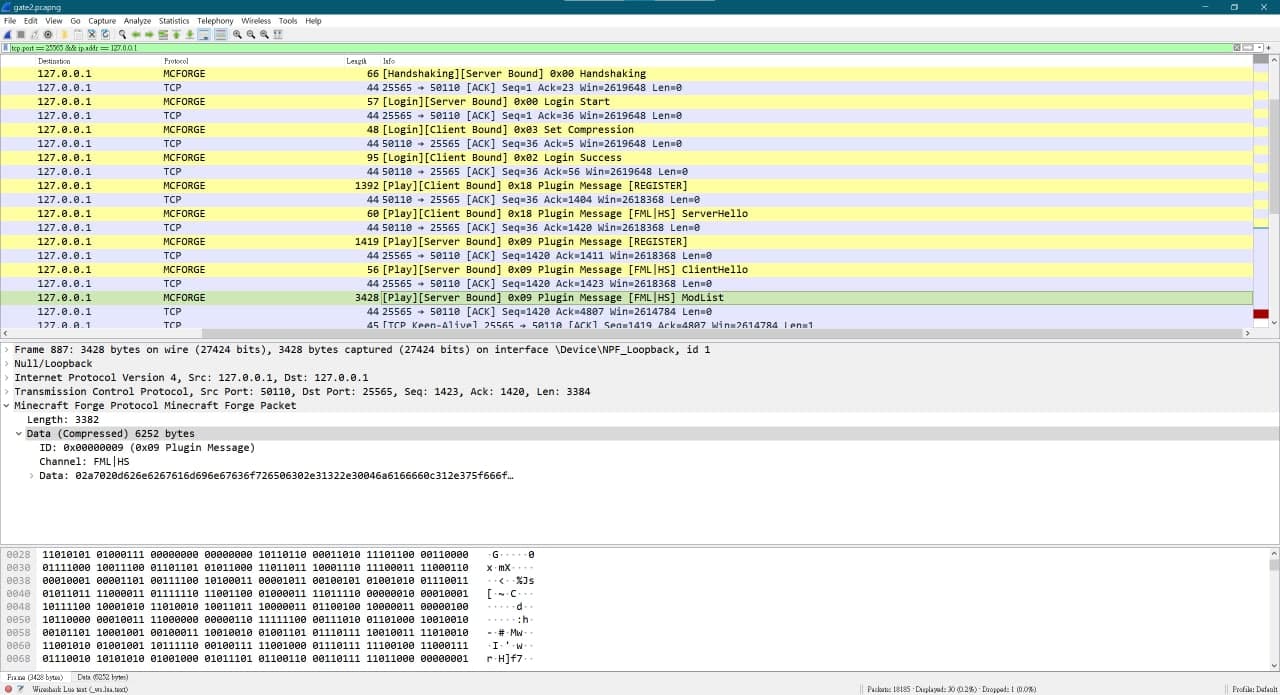 gate2.pcapng
File Edit View Go Capture Analyze Statistics Telephony Wireless Tools Help
tcp.port == 25565 && ip.addr == 127.0.0.1
Destination Protocol Length Info
127.0.0.1 MCFORGE 66 [Handshaking][Server Bound] 0x00 Handshaking
127.0.0.1 TCP 44 25565 → 50110 [ACK] Seq=1 Ack=23 Win=2619648 Len=0
127.0.0.1 MCFORGE 57 [Login][Server Bound] 0x00 Login Start
127.0.0.1 TCP 44 25565 → 50110 [ACK] Seq=1 Ack=36 Win=2619648 Len=0
127.0.0.1 MCFORGE 48 [Login][Client Bound] 0x03 Set Compression
127.0.0.1 TCP 44 50110 → 25565 [ACK] Seq=36 Ack=5 Win=2619648 Len=0
127.0.0.1 MCFORGE 95 [Login][Client Bound] 0x02 Login Success
127.0.0.1 TCP 44 50110 → 25565 [ACK] Seq=36 Ack=56 Win=2619648 Len=0
127.0.0.1 MCFORGE 1392 [Play][Client Bound] 0x18 Plugin Message [REGISTER]
127.0.0.1 TCP 44 50110 → 25565 [ACK] Seq=36 Ack=1404 Win=2618368 Len=0
127.0.0.1 MCFORGE 60 [Play][Client Bound] 0x18 Plugin Message [FML|HS] ServerHello
127.0.0.1 TCP 44 50110 → 25565 [ACK] Seq=36 Ack=1420 Win=2618368 Len=0
127.0.0.1 MCFORGE 1419 [Play][Server Bound] 0x09 Plugin Message [REGISTER]
127.0.0.1 TCP 44 25565 → 50110 [ACK] Seq=1420 Ack=1411 Win=2618368 Len=0
127.0.0.1 MCFORGE 56 [Play][Server Bound] 0x09 Plugin Message [FML|HS] ClientHello
127.0.0.1 TCP 44 25565 → 50110 [ACK] Seq=1420 Ack=1423 Win=2618368 Len=0
127.0.0.1 MCFORGE 3428 [Play][Server Bound] 0x09 Plugin Message [FML|HS] ModList
127.0.0.1 TCP 44 25565 → 50110 [ACK] Seq=1420 Ack=4807 Win=2614784 Len=0
127.0.0.1 TCP 45 [TCP Keep-Alive] 25565 → 50110 [ACK] Seq=1419 Ack=4807 Win=2614784 Len=1
Frame 887: 3428 bytes on wire (27424 bits), 3428 bytes captured (27424 bits) on interface \Device\NPF_Loopback, id 1
Null/Loopback
Internet Protocol Version 4, Src: 127.0.0.1, Dst: 127.0.0.1
Transmission Control Protocol, Src Port: 50110, Dst Port: 25565, Seq: 1423, Ack: 1420, Len: 3384
Minecraft Forge Protocol Minecraft Forge Packet
Length: 3382
Data (Compressed) 6252 bytes
ID: 0x00000009 (0x09 Plugin Message)
Channel: FML|HS
Data: 02a7020d626e6267616d696e67636f726506302e31322e30046a6166660c312e375f666f…
0028 11010101 01000111 00000000 00000000 10110110 00011010 11101100 00110000 ·G·····0
0030 01111000 10011100 01101101 01011000 11011011 10001110 11100011 11000110 x·mX····
0038 00010001 00001101 00111100 10100011 00001011 00100101 01001010 01110011 ··<··%Js
0040 01011011 11000011 01111110 11001100 01000011 11011110 00000010 00010001 [·~·C···
0048 10111100 10001010 11010010 10011011 10000011 01100100 10000011 00000100 ·····d··
0050 10110000 00010011 11000000 00000110 11111100 00111010 01101000 10010010 ·····:h·
0058 00101101 10001001 00100011 10010010 01001101 01110111 10010011 11010010 -·#·Mw··
0060 11001010 01001001 10111110 00100111 11001000 01110111 11100100 11000111 ·I·'·w··
0068 01110010 10101010 01001000 01011101 01100110 00110111 11011000 00000001 r·H]f7··
Frame (3428 bytes) Data (6252 bytes)
Wireshark Lua text (_ws.lua.text) Packets: 18185 · Displayed: 30 (0.2%) · Dropped: 1 (0.0%) Profile: Default